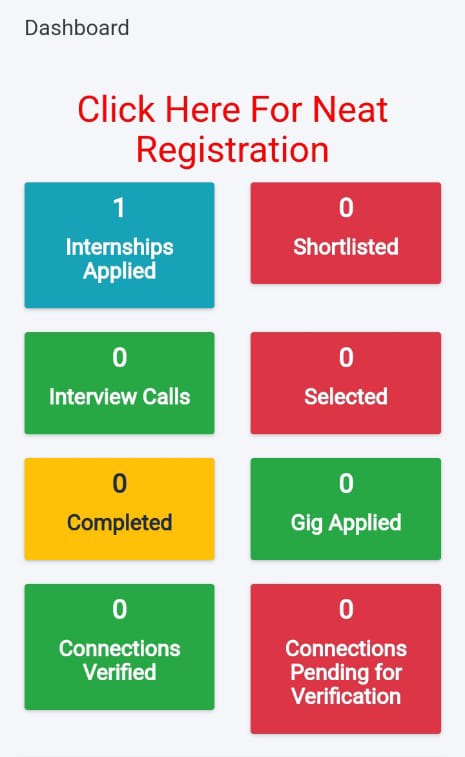 Dashboard
Click Here For Neat
Registration
1
Internships
Applied
0
Shortlisted
0
Interview Calls
0
Selected
0
Completed
0
Gig Applied
0
Connections
Verified
0
Connections
Pending for
Verification